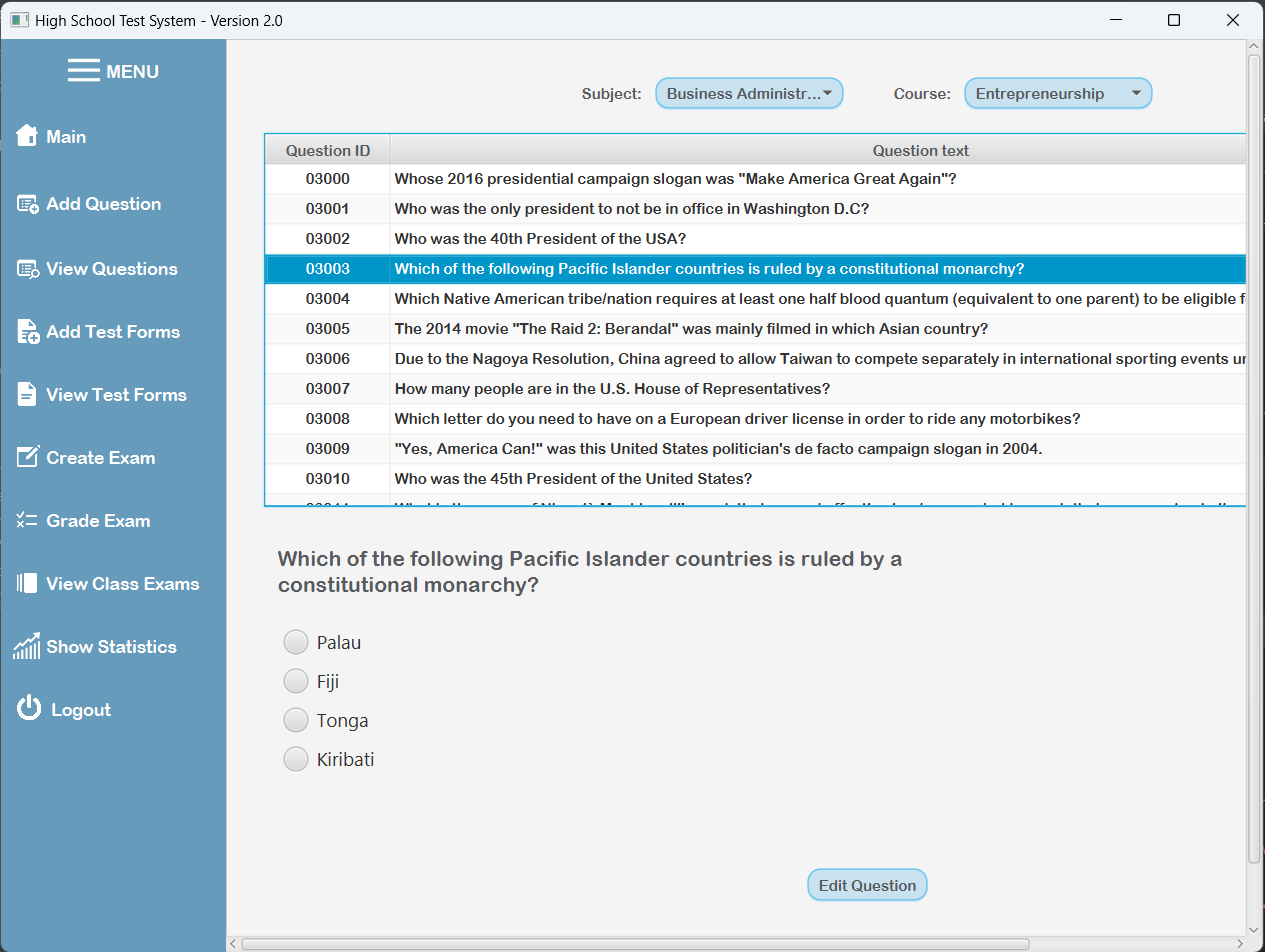 High School Test System - Version 2.0
MENU
Main
Add Question
View Questions
Add Test Forms
View Test Forms
Create Exam
Grade Exam
View Class Exams
Show Statistics
Logout
Subject: Business Administr... Course: Entrepreneurship
Question ID Question text
03000 Whose 2016 presidential campaign slogan was "Make America Great Again"?
03001 Who was the only president to not be in office in Washington D.C?
03002 Who was the 40th President of the USA?
03003 Which of the following Pacific Islander countries is ruled by a constitutional monarchy?
03004 Which Native American tribe/nation requires at least one half blood quantum (equivalent to one parent) to be eligible f
03005 The 2014 movie "The Raid 2: Berandal" was mainly filmed in which Asian country?
03006 Due to the Nagoya Resolution, China agreed to allow Taiwan to compete separately in international sporting events
03007 How many people are in the U.S. House of Representatives?
03008 Which letter do you need to have on a European driver license in order to ride any motorbikes?
03009 "Yes, America Can!" was this United States politician's de facto campaign slogan in 2004.
03010 Who was the 45th President of the United States?
Which of the following Pacific Islander countries is ruled by a
constitutional monarchy?
Palau
Fiji
Tonga
Kiribati
Edit Question